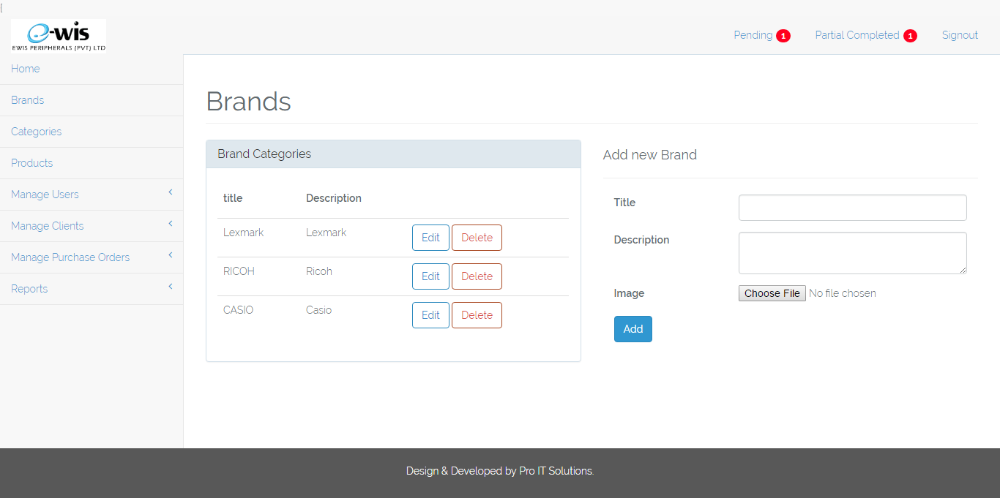 [
e-wis
EWIS PERIPHERALS (PVT) LTD
Pending 1 Partial Completed 1 Signout
Home
Brands
Categories
Products
Manage Users
Manage Clients
Manage Purchase Orders
Reports
Brands
Brand Categories
title Description
Lexmark Lexmark Edit Delete
RICOH Ricoh Edit Delete
CASIO Casio Edit Delete
Add new Brand
Title
Description
Image Choose File No file chosen
Add
Design & Developed by Pro IT Solutions.